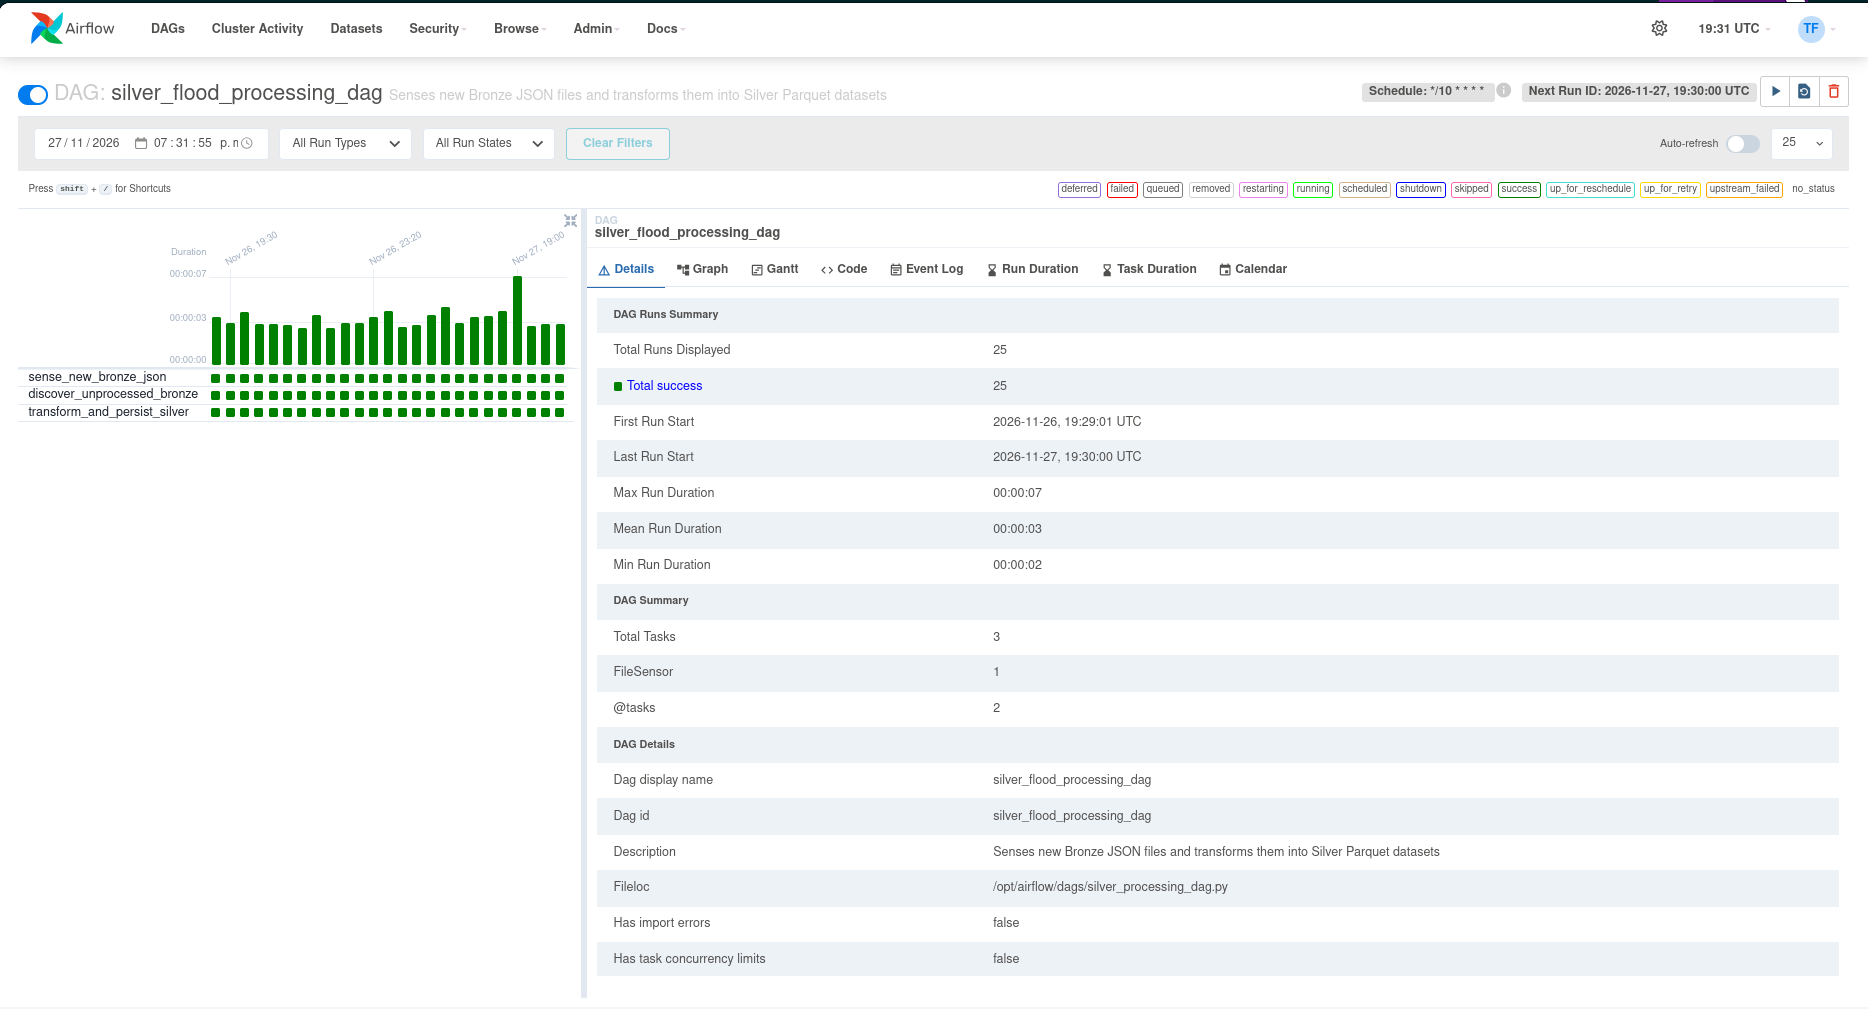 Airflow DAGs Cluster Activity Datasets Security Browse Admin Docs 19:31 UTC TF
DAG: silver_flood_processing_dag Senses new Bronze JSON files and transforms them into Silver Parquet datasets Schedule: */10 * * * * Next Run ID: 2026-11-27, 19:30:00 UTC
27 / 11 / 2026 07 : 31 : 55 p. All Run Types All Run States Clear Filters Auto-refresh 25
Press shift + / for Shortcuts deferred failed queued removed restarting running scheduled shutdown skipped success up_for_reschedule up_for_retry upstream_failed no_status
Duration
Nov 26, 19:30
Nov 26, 23:20
Nov 27, 19:00
00:00:07
00:00:03
00:00:00
sense_new_bronze_json
discover_unprocessed_bronze
transform_and_persist_silver
DAG
silver_flood_processing_dag
Details Graph Gantt Code Event Log Run Duration Task Duration Calendar
DAG Runs Summary
Total Runs Displayed 25
Total success 25
First Run Start 2026-11-26, 19:29:01 UTC
Last Run Start 2026-11-27, 19:30:00 UTC
Max Run Duration 00:00:07
Mean Run Duration 00:00:03
Min Run Duration 00:00:02
DAG Summary
Total Tasks 3
FileSensor 1
@tasks 2
DAG Details
Dag display name silver_flood_processing_dag
Dag id silver_flood_processing_dag
Description Senses new Bronze JSON files and transforms them into Silver Parquet datasets
Fileloc /opt/airflow/dags/silver_processing_dag.py
Has import errors false
Has task concurrency limits false